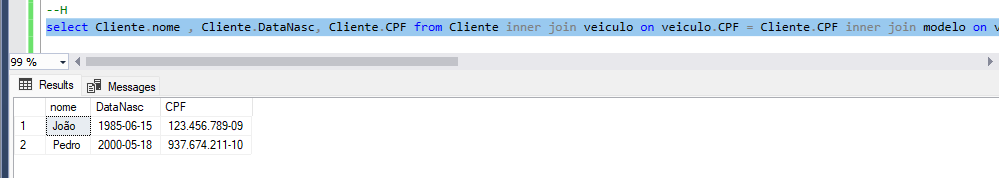 --H
select Cliente.nome , Cliente.DataNasc, Cliente.CPF from Cliente inner join veiculo on veiculo.CPF = Cliente.CPF inner join modelo on v
99 %
Results Messages
nome DataNasc CPF
1 João 1985-06-15 123.456.789-09
2 Pedro 2000-05-18 937.674.211-10